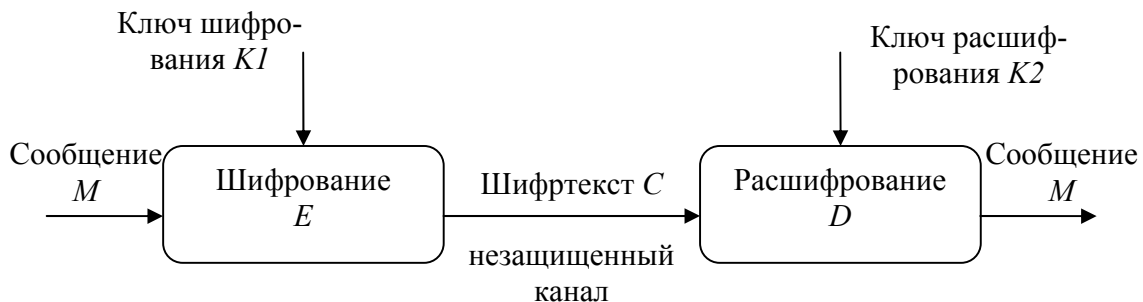 Ключ шифро-
вания K1
Ключ расшиф-
рования K2
Сообщение
M
Шифрование
E
Шифртекст C
незащищенный
канал
Расшифрование
D
Сообщение
M